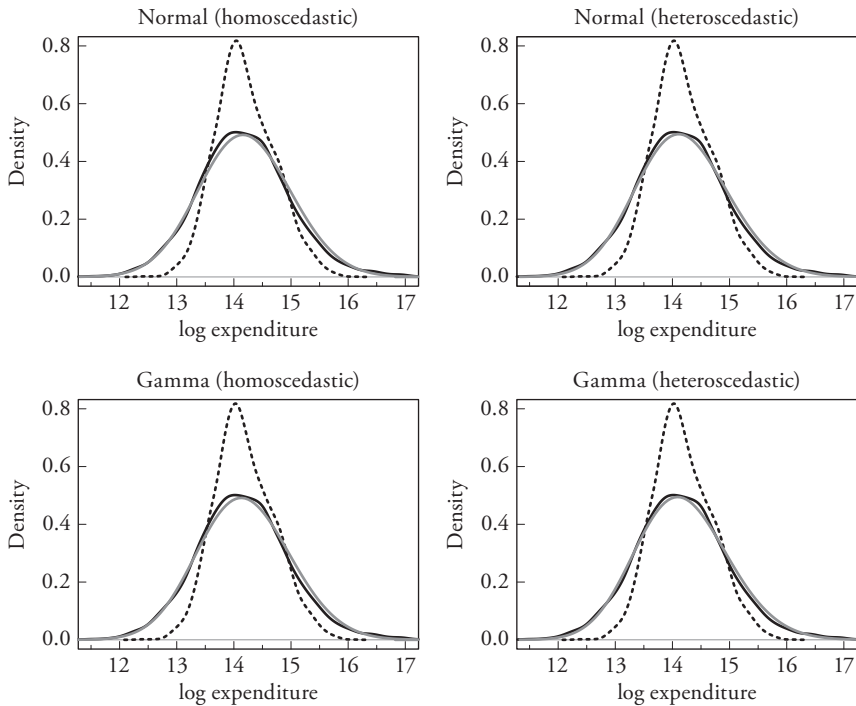 Normal (homoscedastic)
0.8
0.6
0.4
0.2
0.0
Density
12 13 14 15 16 17
log expenditure
Normal (heteroscedastic)
0.8
0.6
0.4
0.2
0.0
Density
12 13 14 15 16 17
log expenditure
Gamma (homoscedastic)
0.8
0.6
0.4
0.2
0.0
Density
12 13 14 15 16 17
log expenditure
Gamma (heteroscedastic)
0.8
0.6
0.4
0.2
0.0
Density
12 13 14 15 16 17
log expenditure